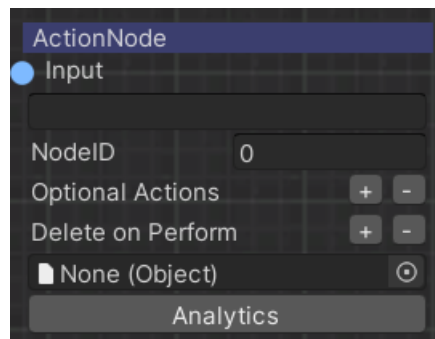 ActionNode
Input
NodeID 0
Optional Actions + -
Delete on Perform + -
None (Object)
Analytics